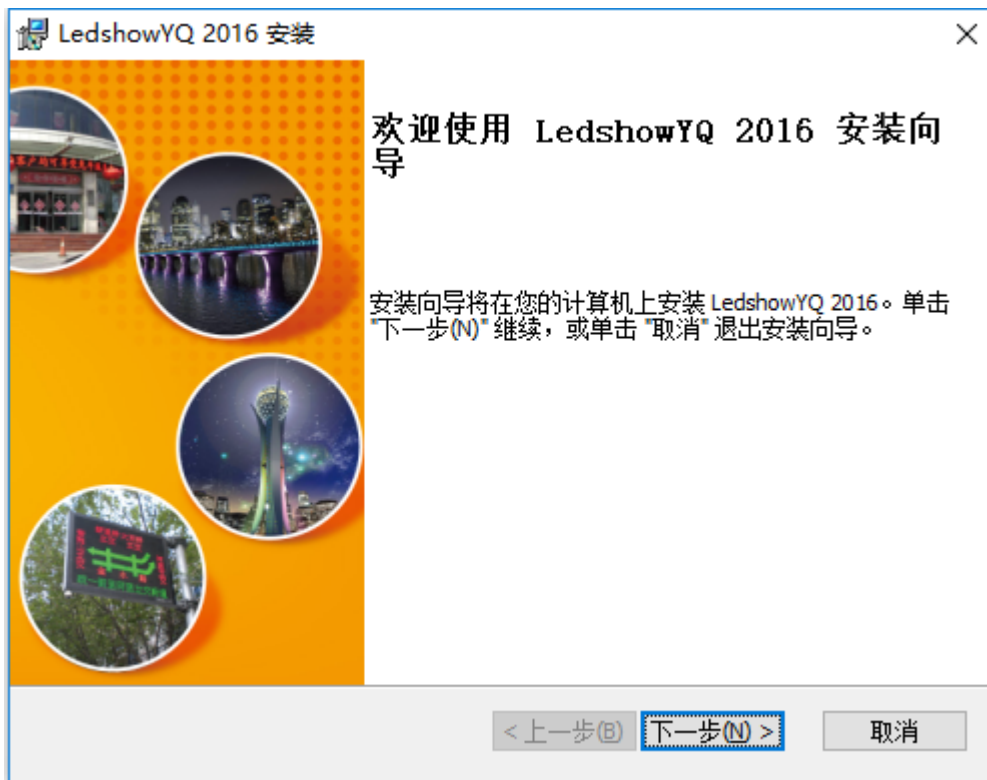 LedshowYQ 2016 安装
欢迎使用 LedshowYQ 2016 安装向
导
安装向导将在您的计算机上安装 LedshowYQ 2016。单击
"下一步(N)" 继续，或单击 "取消" 退出安装向导。
< 上一步(B)
下一步(N) >
取消